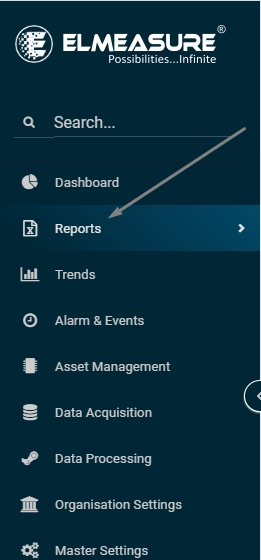 ELMEASURE®
Possibilities...Infinite
Search...
Dashboard
Reports
Trends
Alarm & Events
Asset Management
Data Acquisition
Data Processing
Organisation Settings
Master Settings